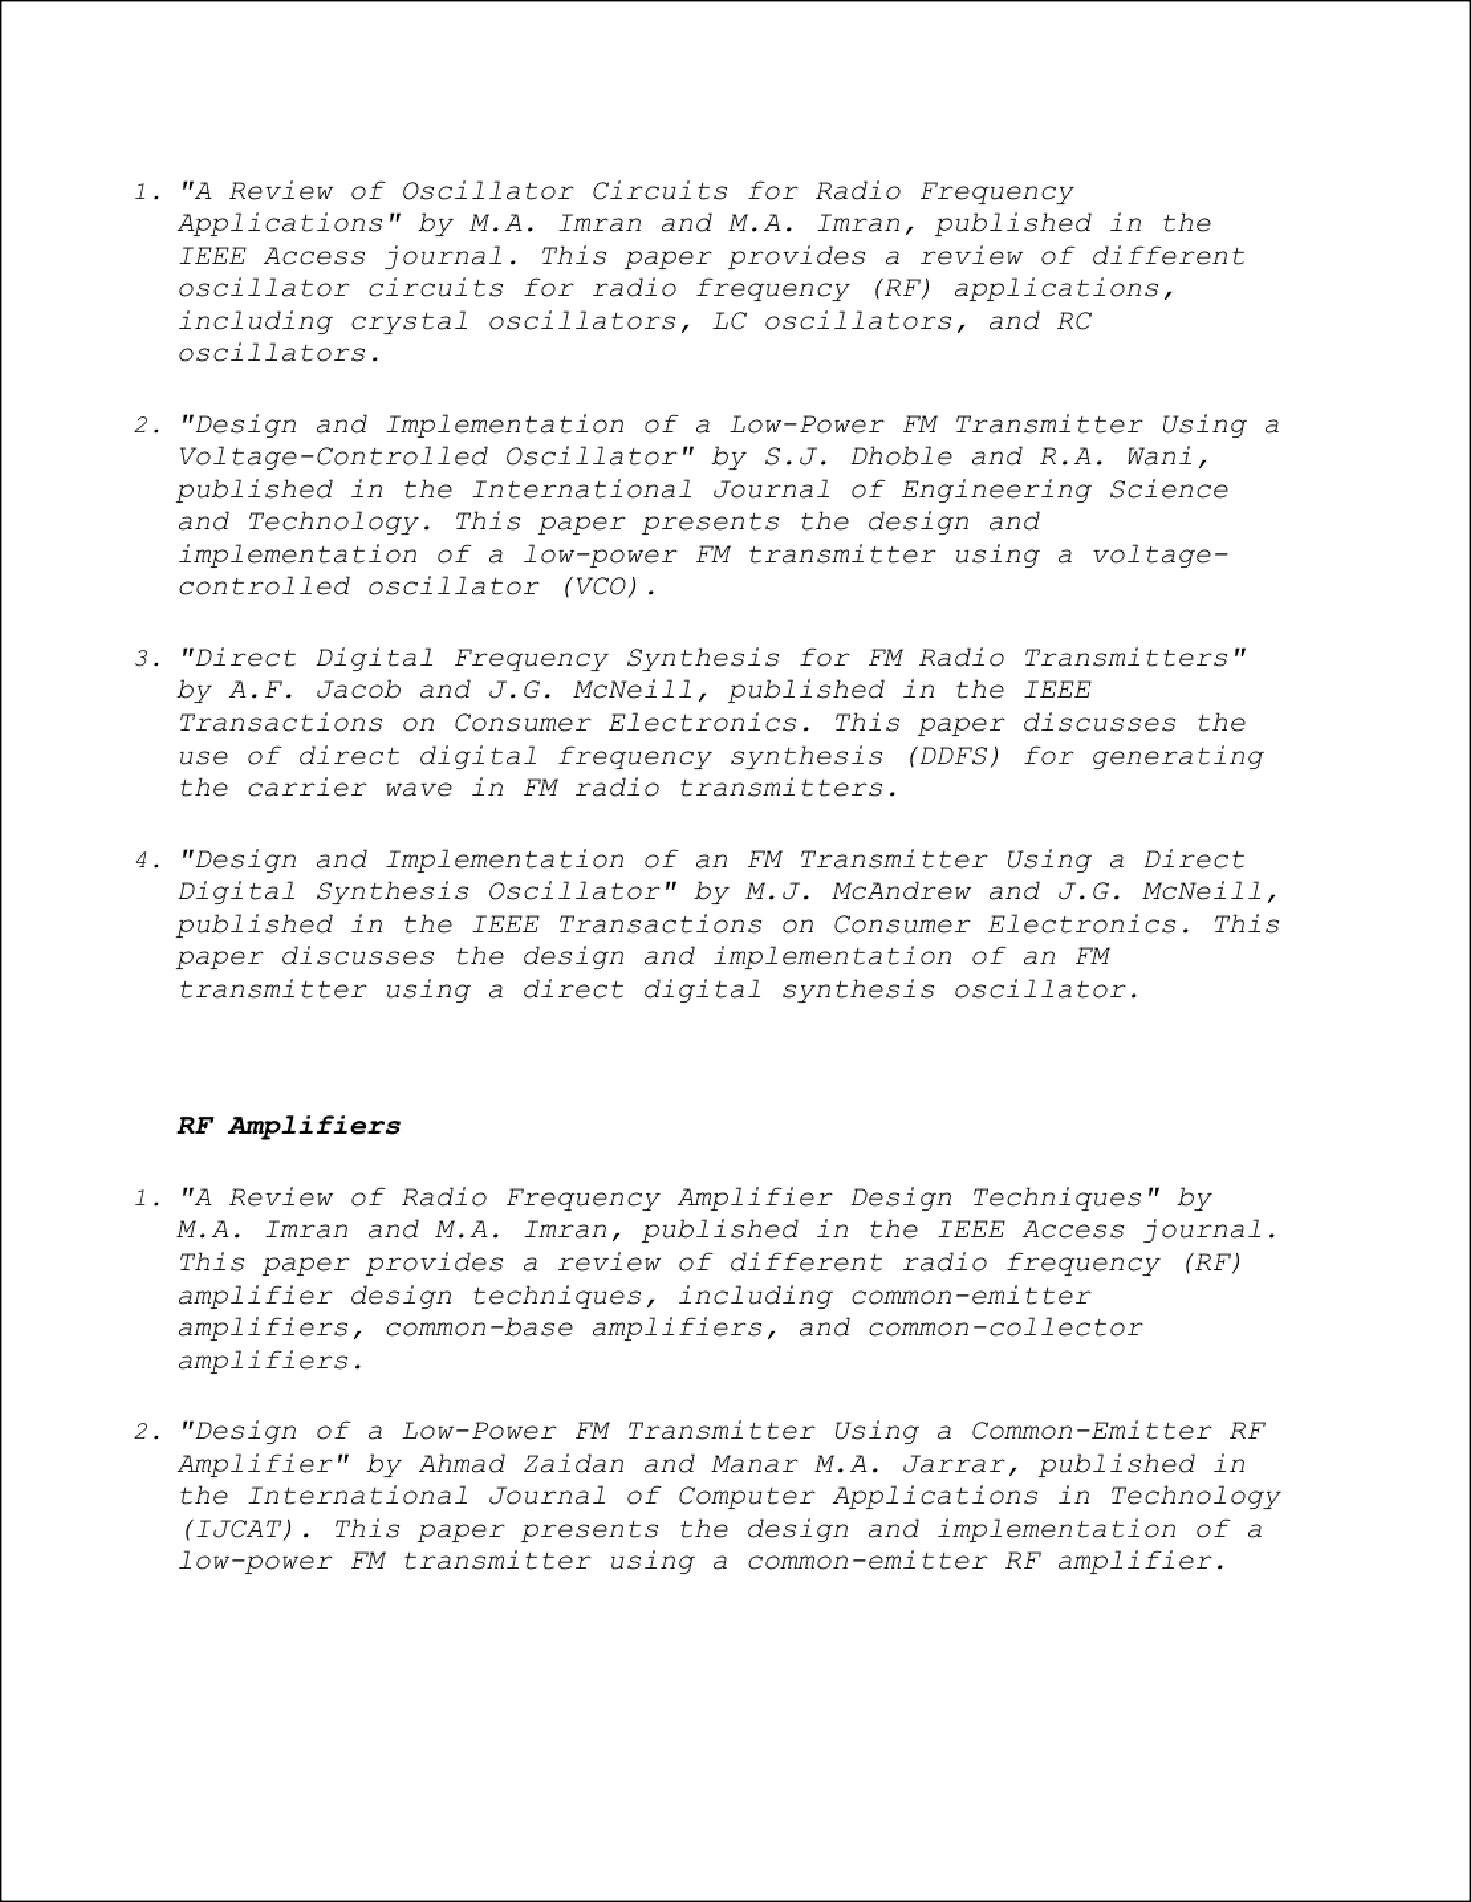 1. "A Review of Oscillator Circuits for Radio Frequency
Applications" by M.A. Imran and M.A. Imran, published in the
IEEE Access journal. This paper provides a review of different
oscillator circuits for radio frequency (RF) applications,
including crystal oscillators, LC oscillators, and RC
oscillators.
2. "Design and Implementation of a Low-Power FM Transmitter Using a
Voltage-Controlled Oscillator" by S.J. Dhoble and R.A. Wani,
published in the International Journal of Engineering Science
and Technology. This paper presents the design and
implementation of a low-power FM transmitter using a voltage-
controlled oscillator (VCO).
3. "Direct Digital Frequency Synthesis for FM Radio Transmitters"
by A.F. Jacob and J.G. McNeill, published in the IEEE
Transactions on Consumer Electronics. This paper discusses the
use of direct digital frequency synthesis (DDFS) for generating
the carrier wave in FM radio transmitters.
4. "Design and Implementation of an FM Transmitter Using a Direct
Digital Synthesis Oscillator" by M.J. McAndrew and J.G. McNeill,
published in the IEEE Transactions on Consumer Electronics. This
paper discusses the design and implementation of an FM
transmitter using a direct digital synthesis oscillator.
RF Amplifiers
1. "A Review of Radio Frequency Amplifier Design Techniques" by
M.A. Imran and M.A. Imran, published in the IEEE Access journal.
This paper provides a review of different radio frequency (RF)
amplifier design techniques, including common-emitter
amplifiers, common-base amplifiers, and common-collector
amplifiers.
2. "Design of a Low-Power FM Transmitter Using a Common-Emitter RF
Amplifier" by Ahmad Zaidan and Manar M.A. Jarrar, published in
the International Journal of Computer Applications in Technology
(IJCAT). This paper presents the design and implementation of a
low-power FM transmitter using a common-emitter RF amplifier.